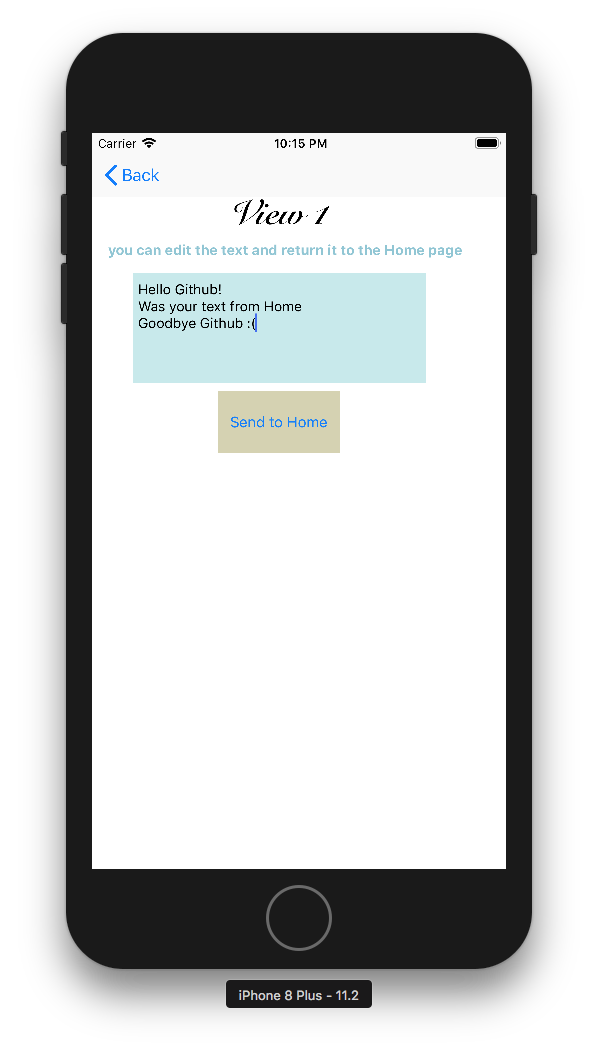 Carrier 10:15 PM
Back
View 1
you can edit the text and return it to the Home page
Hello Github!
Was your text from Home
Goodbye Github :(
Send to Home
iPhone 8 Plus - 11.2